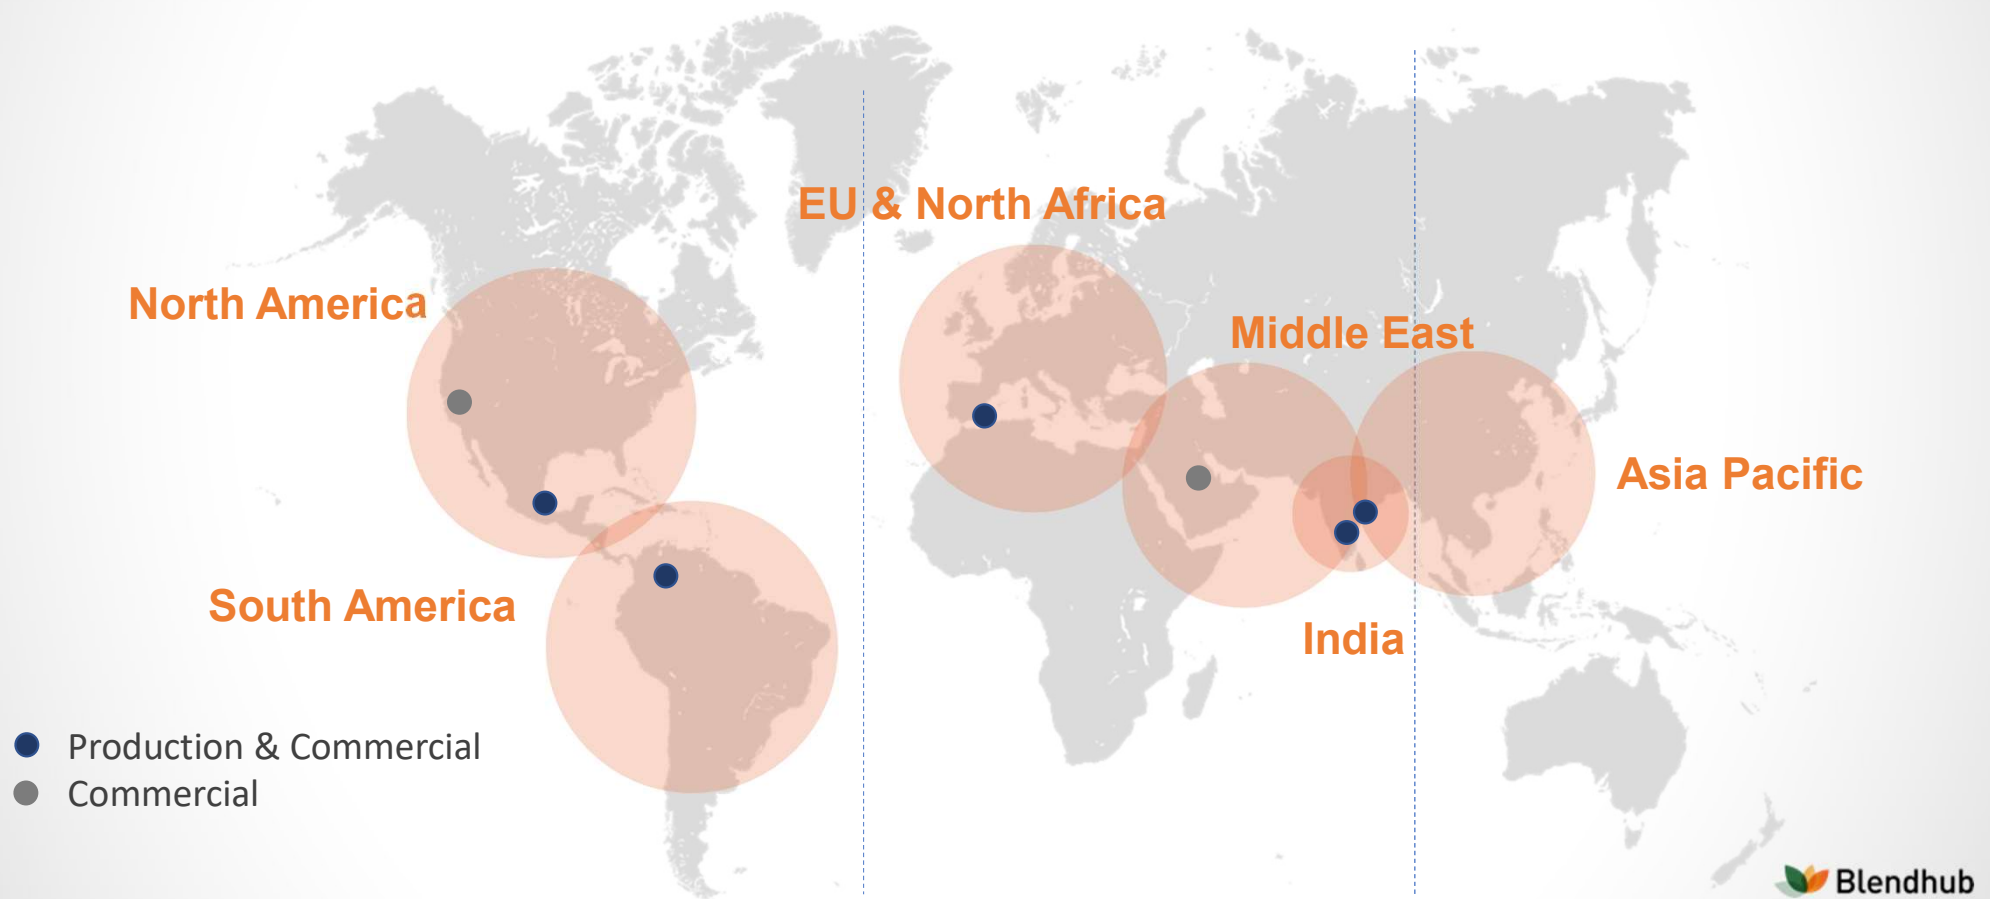 EU & North Africa
North America
Middle East
Asia Pacific
South America
India
Production & Commercial
Commercial
Blendhub